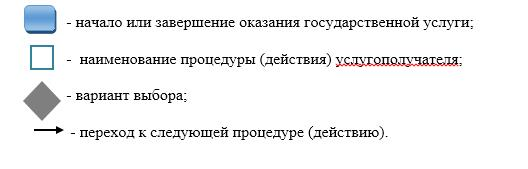 - начало или завершение оказания государственной услуги;
- наименование процедуры (действия) услугополучателя;
- вариант выбора;
- переход к следующей процедуре (действию).